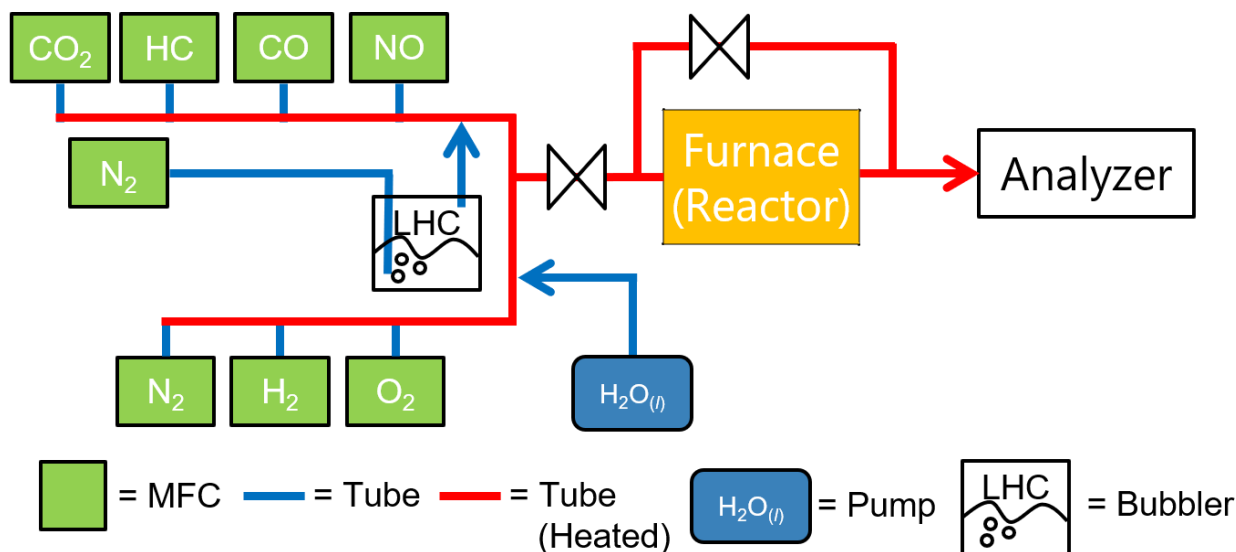 CO₂ HC CO NO
N₂
LHC
Furnace
(Reactor)
Analyzer
N₂ H₂ O₂
H₂O₍l₎
= MFC = Tube = Tube
(Heated)
H₂O₍l₎ = Pump
LHC = Bubbler